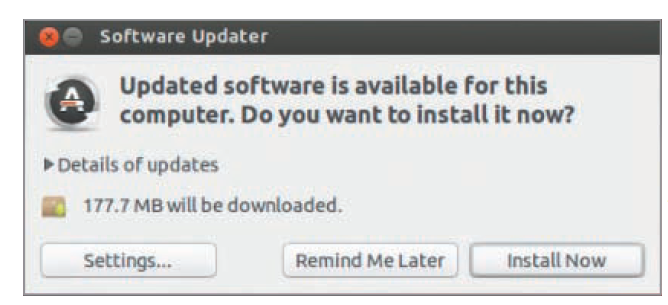 Software Updater
Updated software is available for this
computer. Do you want to install it now?
Details of updates
177.7 MB will be downloaded.
Settings...
Remind Me Later
Install Now